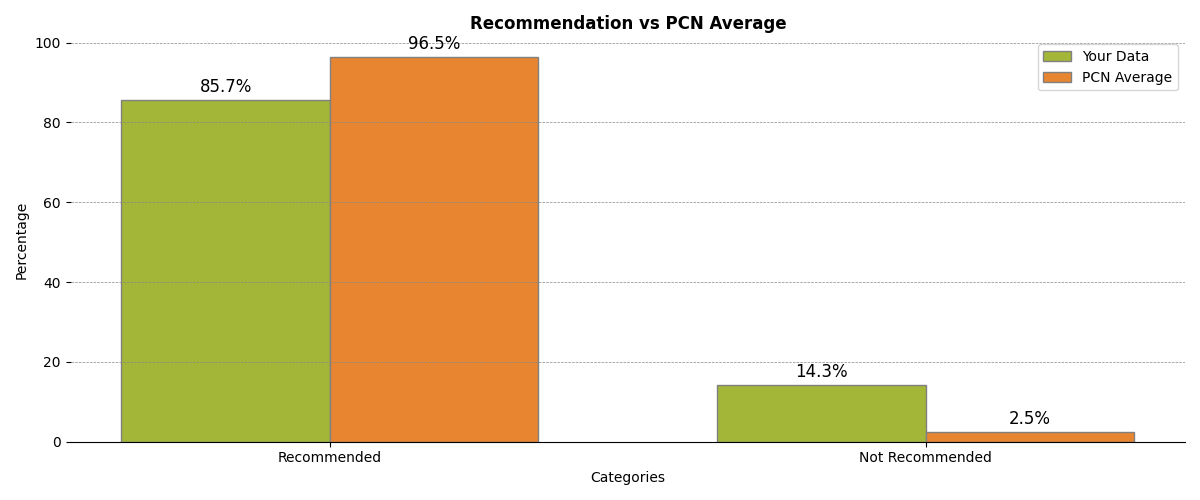 Recommendation vs PCN Average
100
80
60
40
20
0
Percentage
85.7%
96.5%
14.3%
2.5%
Your Data
PCN Average
Recommended
Not Recommended
Categories